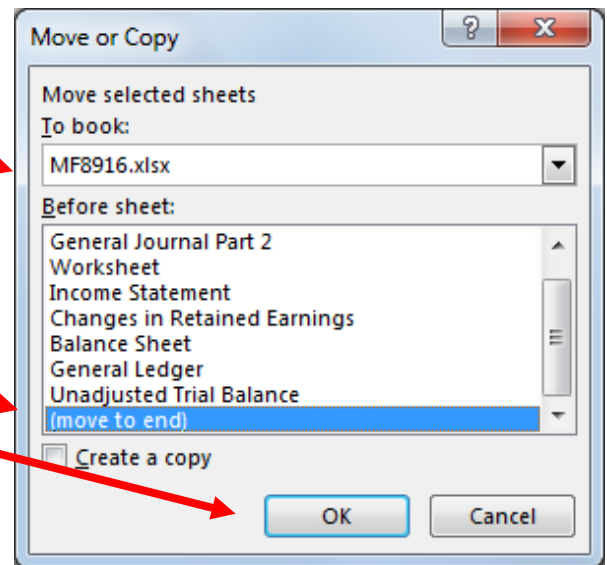 Move or Copy
Move selected sheets
To book:
MF8916.xlsx
Before sheet:
General Journal Part 2
Worksheet
Income Statement
Changes in Retained Earnings
Balance Sheet
General Ledger
Unadjusted Trial Balance
(move to end)
Create a copy
OK Cancel